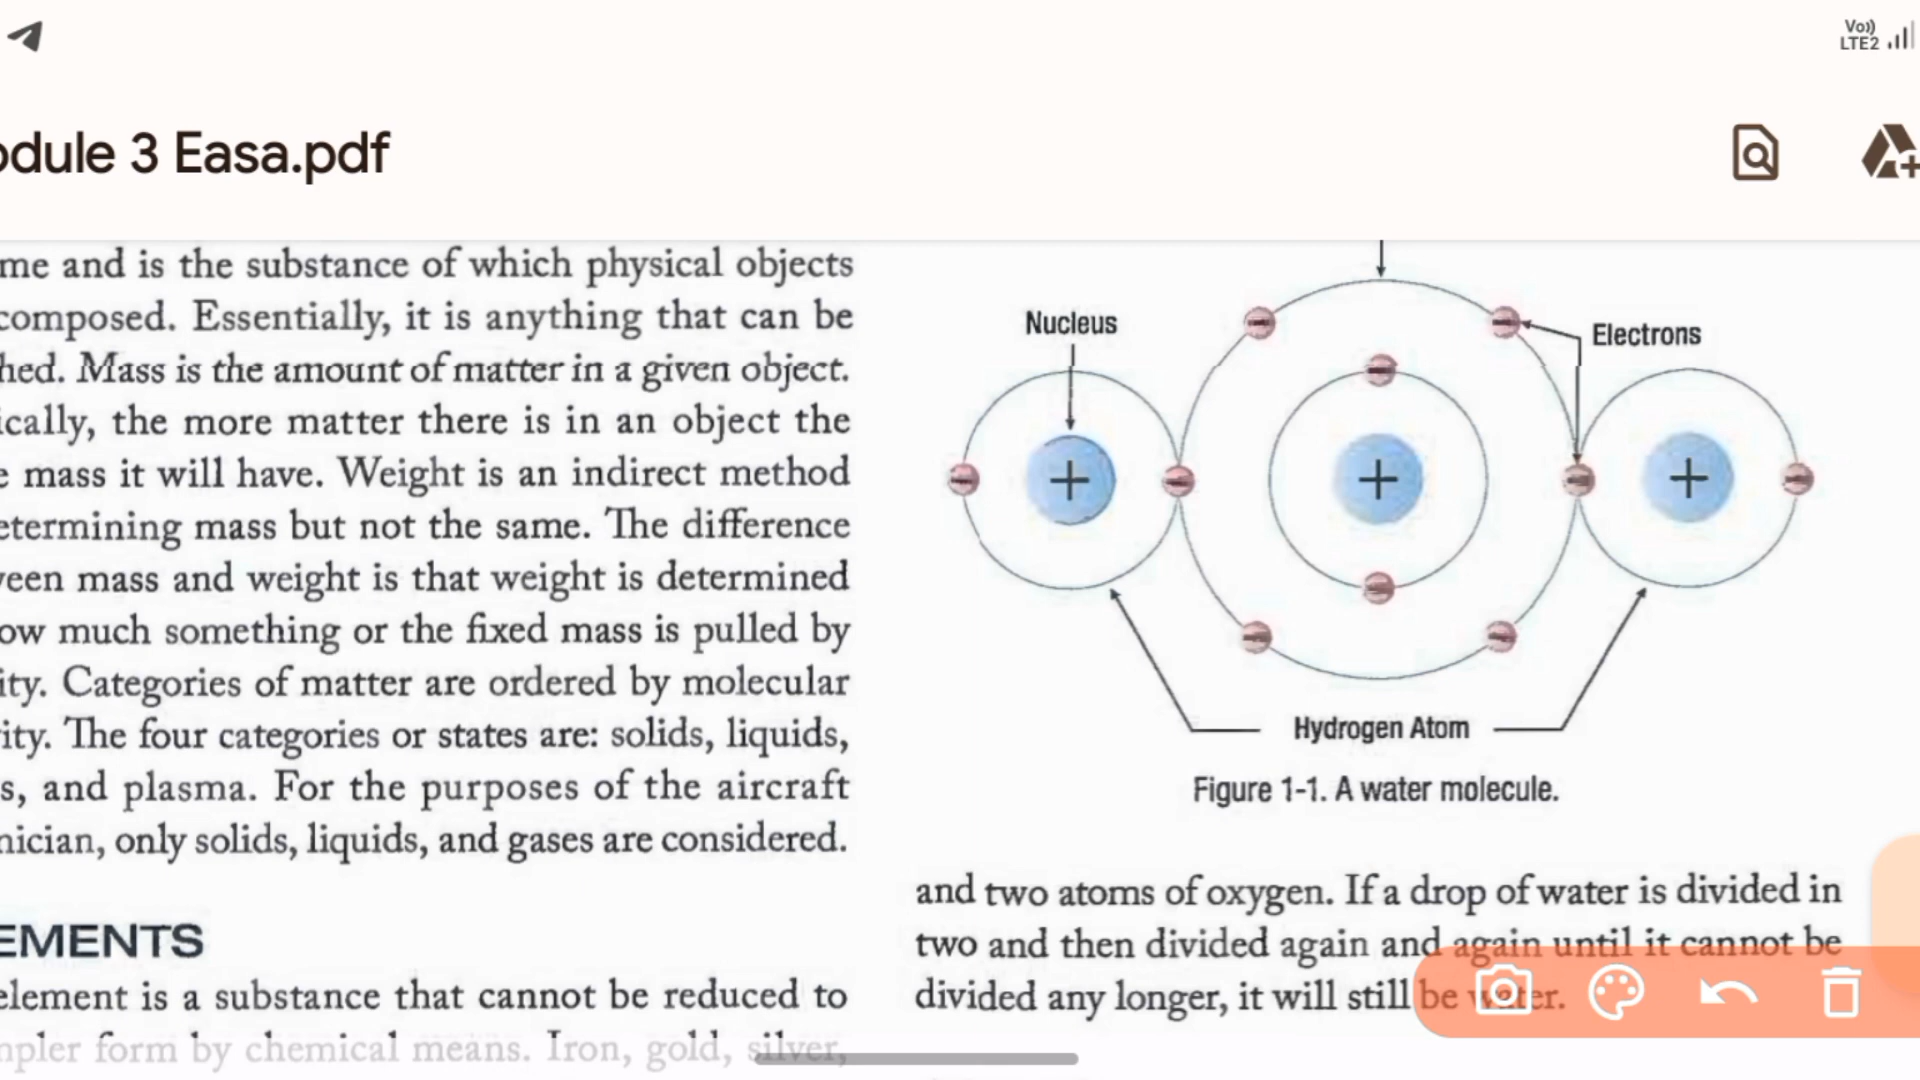 Vo))
LTE2
odule 3 Easa.pdf
me and is the substance of which physical objects
composed. Essentially, it is anything that can be
hed. Mass is the amount of matter in a given object.
ically, the more matter there is in an object the
e mass it will have. Weight is an indirect method
etermining mass but not the same. The difference
veen mass and weight is that weight is determined
ow much something or the fixed mass is pulled by
ity. Categories of matter are ordered by molecular
ity. The four categories or states are: solids, liquids,
s, and plasma. For the purposes of the aircraft
nician, only solids, liquids, and gases are considered.
EMENTS
element is a substance that cannot be reduced to
mpler form by chemical means. Iron, gold, silver,
Nucleus
Electrons
+ + +
Hydrogen Atom
Figure 1-1. A water molecule.
and two atoms of oxygen. If a drop of water is divided in
two and then divided again and again until it cannot be
divided any longer, it will still be water.